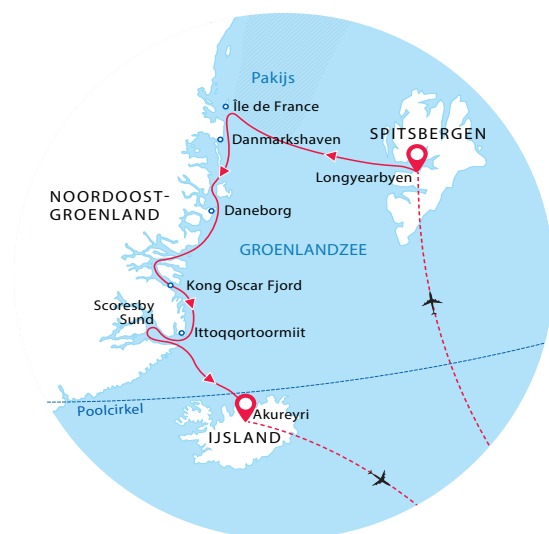 Pakijs
Île de France
SPITSBERGEN
Danmarkshaven
Longyearbyen
NOORDOOST-
GROENLAND
Daneborg
GROENLANDZEE
Kong Oscar Fjord
Scoresby
Sund
Ittoqqortoormiit
Poolcirkel
Akureyri
IJSLAND